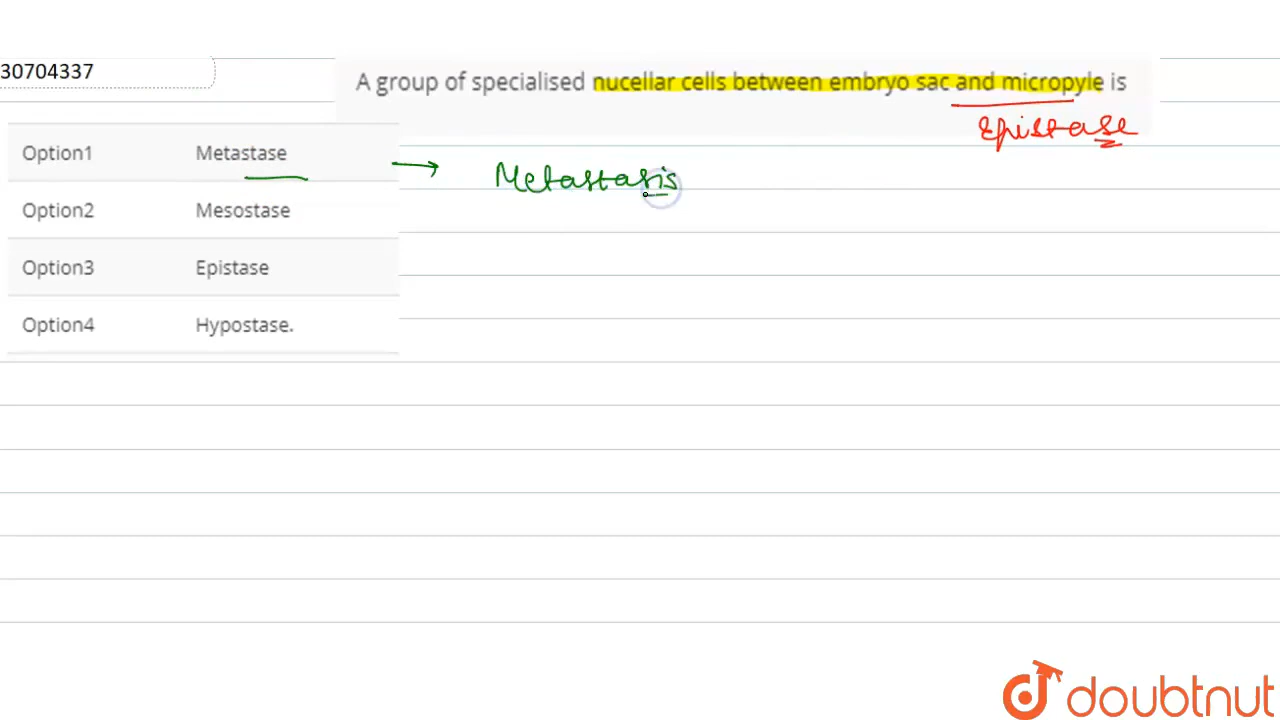 30704337
A group of specialised nucellar cells between embryo sac and micropyle is
Epistase
Option1 Metastase
Metastasis
Option2 Mesostase
Option3 Epistase
Option4 Hypostase.
doubtnut